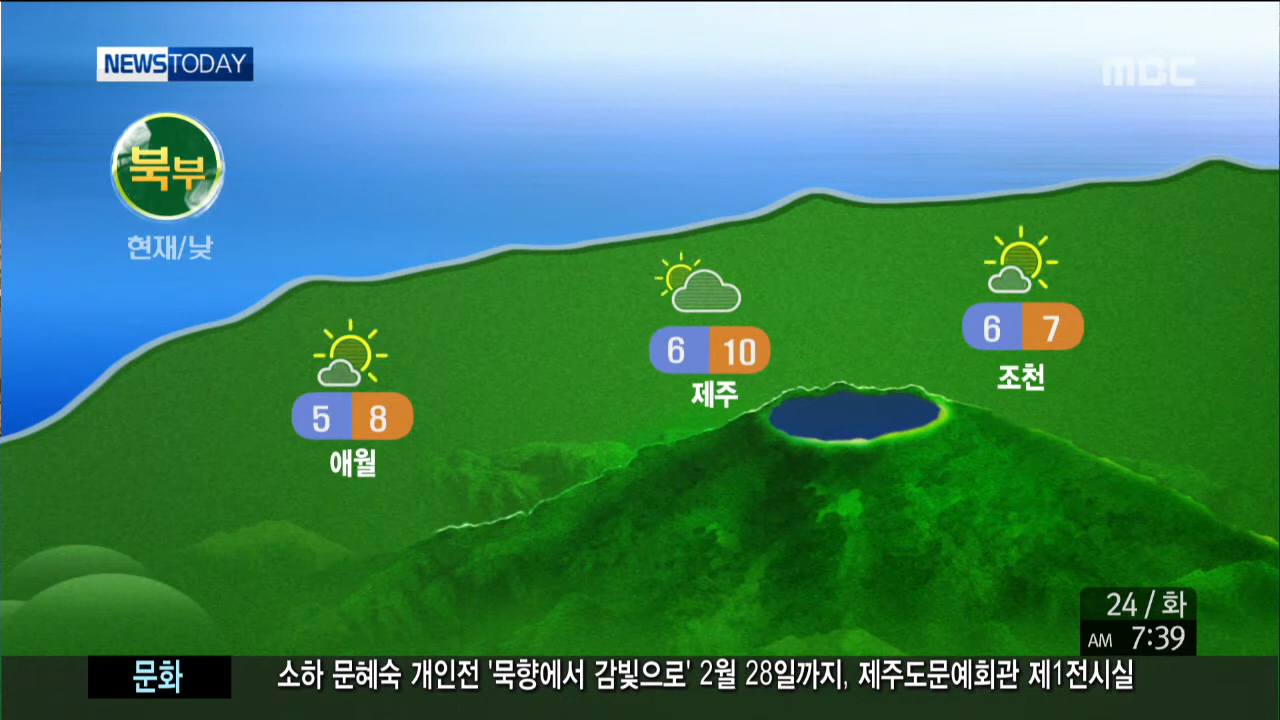 NEWSTODAY
MBC
북부
현재/낮
6 7
조천
6 10
제주
5 8
애월
24 / 화
AM 7:39
문화 소하 문혜숙 개인전 '묵향에서 감빛으로' 2월 28일까지, 제주도문예회관 제1전시실